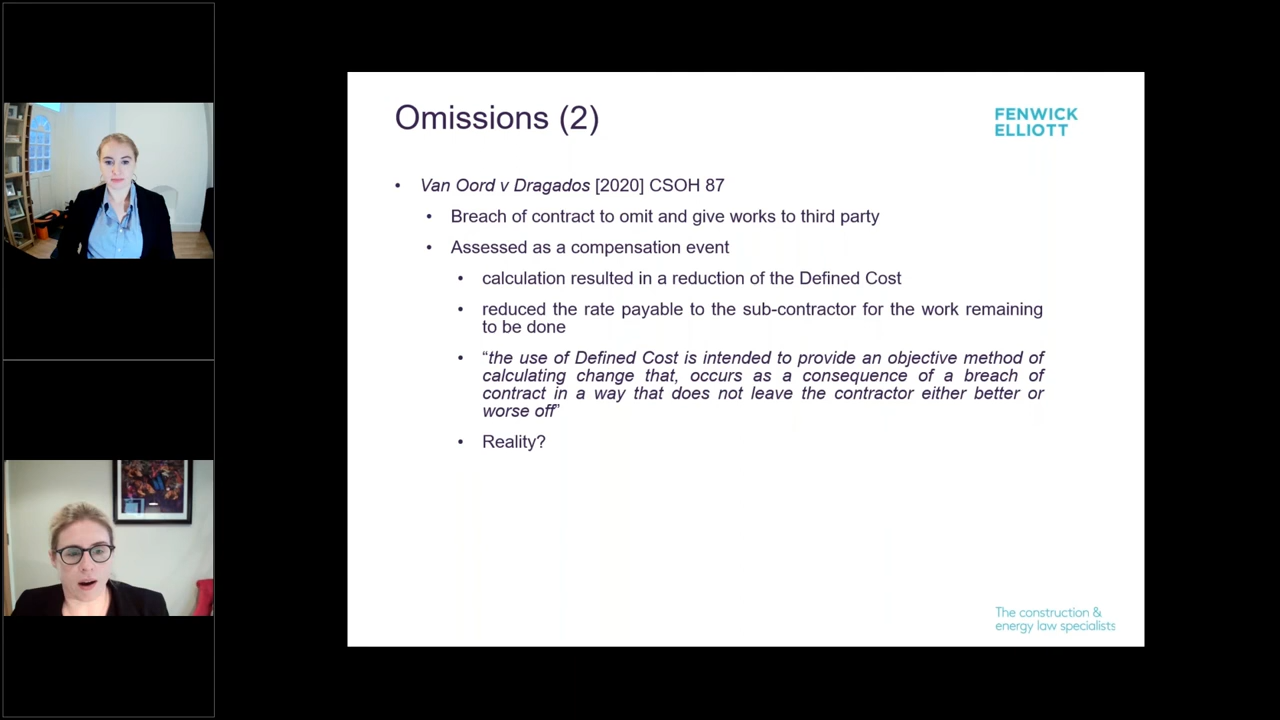 Omissions (2)
FENWICK
ELLIOTT
• Van Oord v Dragados [2020] CSOH 87
• Breach of contract to omit and give works to third party
• Assessed as a compensation event
• calculation resulted in a reduction of the Defined Cost
• reduced the rate payable to the sub-contractor for the work remaining
to be done
• “the use of Defined Cost is intended to provide an objective method of
calculating change that, occurs as a consequence of a breach of
contract in a way that does not leave the contractor either better or
worse off”
• Reality?
The construction &
energy law specialists